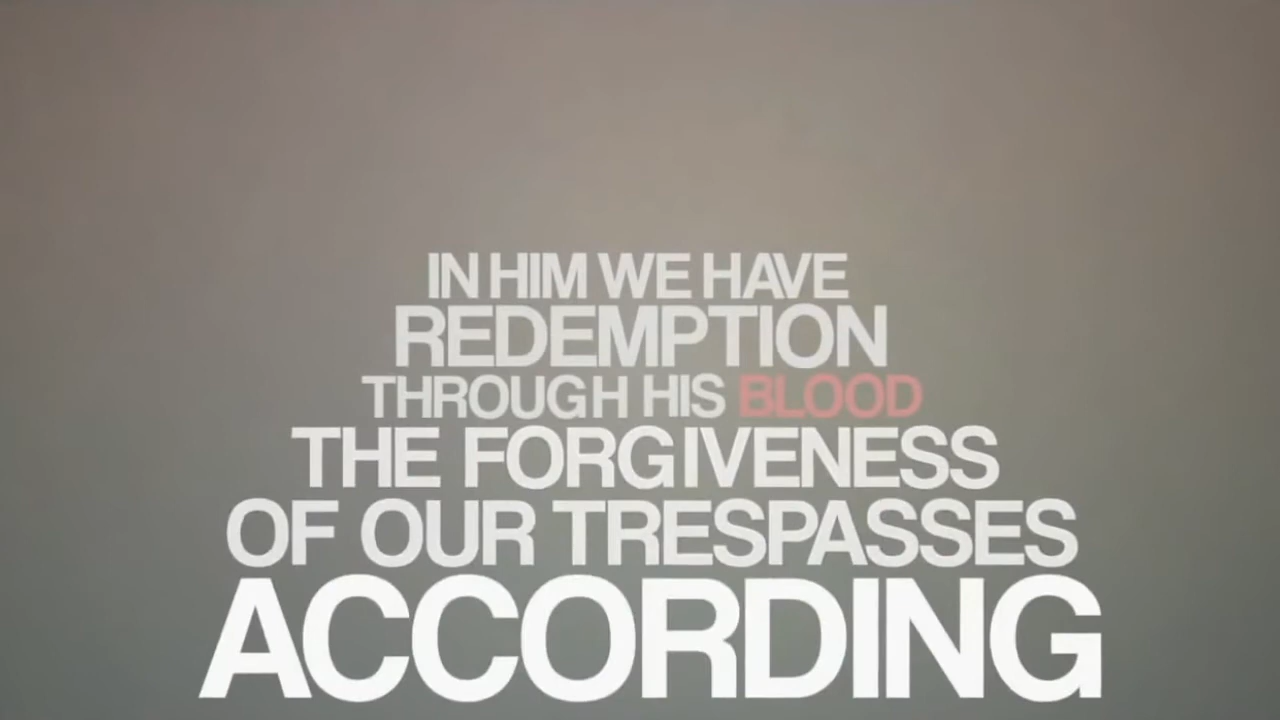 IN HIM WE HAVE
REDEMPTION
THROUGH HIS BLOOD
THE FORGIVENESS
OF OUR TRESPASSES
ACCORDING